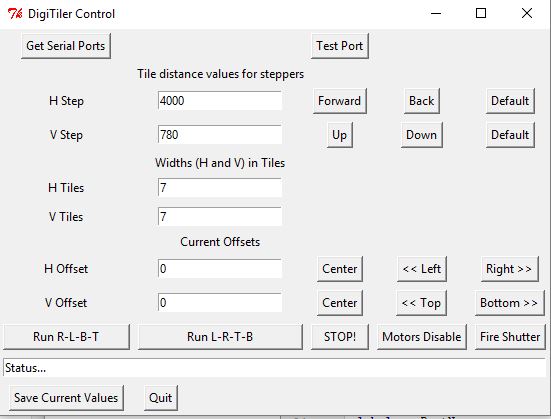 DigiTiler Control
Get Serial Ports Test Port
Tile distance values for steppers
H Step 4000 Forward Back Default
V Step 780 Up Down Default
Widths (H and V) in Tiles
H Tiles 7
V Tiles 7
Current Offsets
H Offset 0 Center << Left Right >>
V Offset 0 Center << Top Bottom >>
Run R-L-B-T Run L-R-T-B STOP! Motors Disable Fire Shutter
Status...
Save Current Values Quit